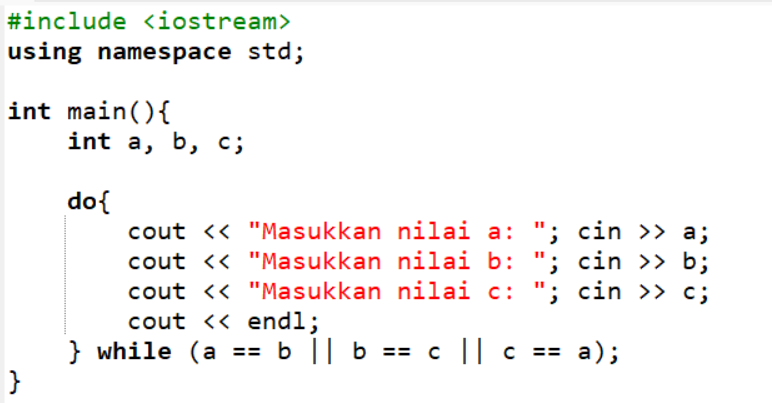 #include <iostream>
using namespace std;
int main(){
int a, b, c;
do{
cout << "Masukkan nilai a: "; cin >> a;
cout << "Masukkan nilai b: "; cin >> b;
cout << "Masukkan nilai c: "; cin >> c;
cout << endl;
} while (a == b || b == c || c == a);
}